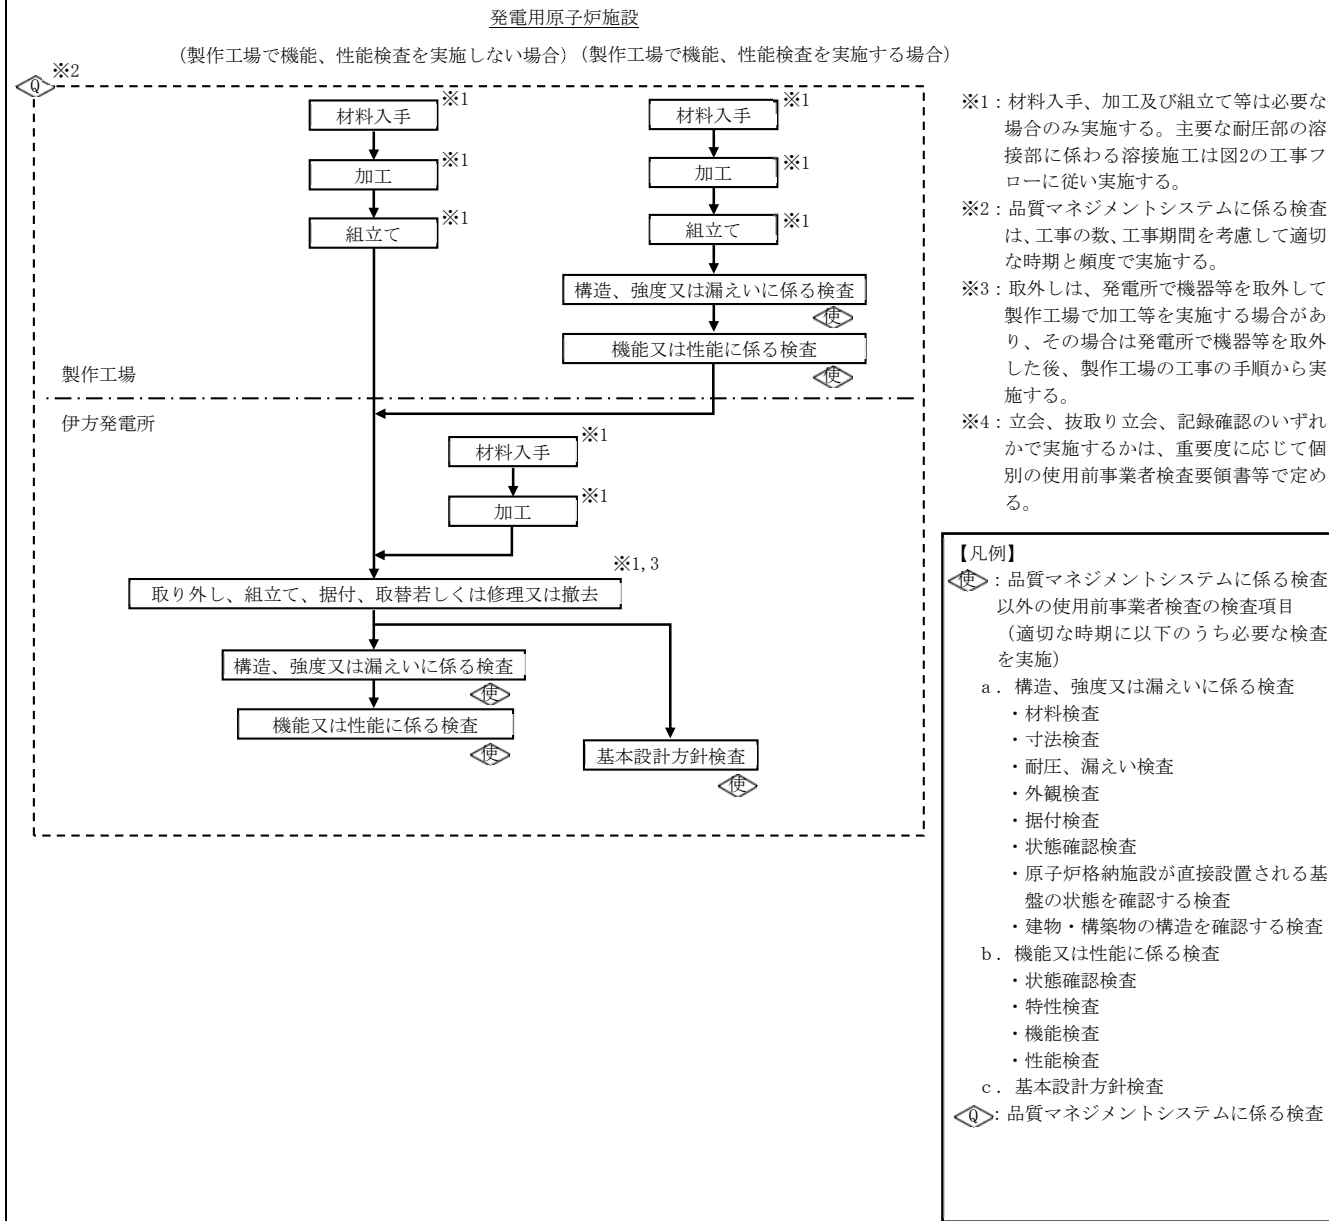 発電用原子炉施設
(製作工場で機能、性能検査を実施しない場合)
(製作工場で機能、性能検査を実施する場合)
Q
※2
材料入手
※1
加工
※1
組立て
※1
材料入手
※1
加工
※1
組立て
※1
構造、強度又は漏えいに係る検査
使
機能又は性能に係る検査
使
製作工場
伊方発電所
材料入手
※1
加工
※1
※1,3
取り外し、組立て、据付、取替若しくは修理又は撤去
構造、強度又は漏えいに係る検査
使
機能又は性能に係る検査
使
基本設計方針検査
使
※1：材料入手、加工及び組立て等は必要な
場合のみ実施する。主要な耐圧部の溶
接部に係わる溶接施工は図2の工事フ
ローに従い実施する。
※2：品質マネジメントシステムに係る検査
は、工事の数、工事期間を考慮して適切
な時期と頻度で実施する。
※3：取外しは、発電所で機器等を取外して
製作工場で加工等を実施する場合があ
り、その場合は発電所で機器等を取外
した後、製作工場の工事の手順から実
施する。
※4：立会、抜取り立会、記録確認のいずれ
かで実施するかは、重要度に応じて個
別の使用前事業者検査要領書等で定め
る。
【凡例】
使：品質マネジメントシステムに係る検査
以外の使用前事業者検査の検査項目
（適切な時期に以下のうち必要な検査
を実施）
a．構造、強度又は漏えいに係る検査
・材料検査
・寸法検査
・耐圧、漏えい検査
・外観検査
・据付検査
・状態確認検査
・原子炉格納施設が直接設置される基
盤の状態を確認する検査
・建物・構築物の構造を確認する検査
b．機能又は性能に係る検査
・状態確認検査
・特性検査
・機能検査
・性能検査
c．基本設計方針検査
Q：品質マネジメントシステムに係る検査